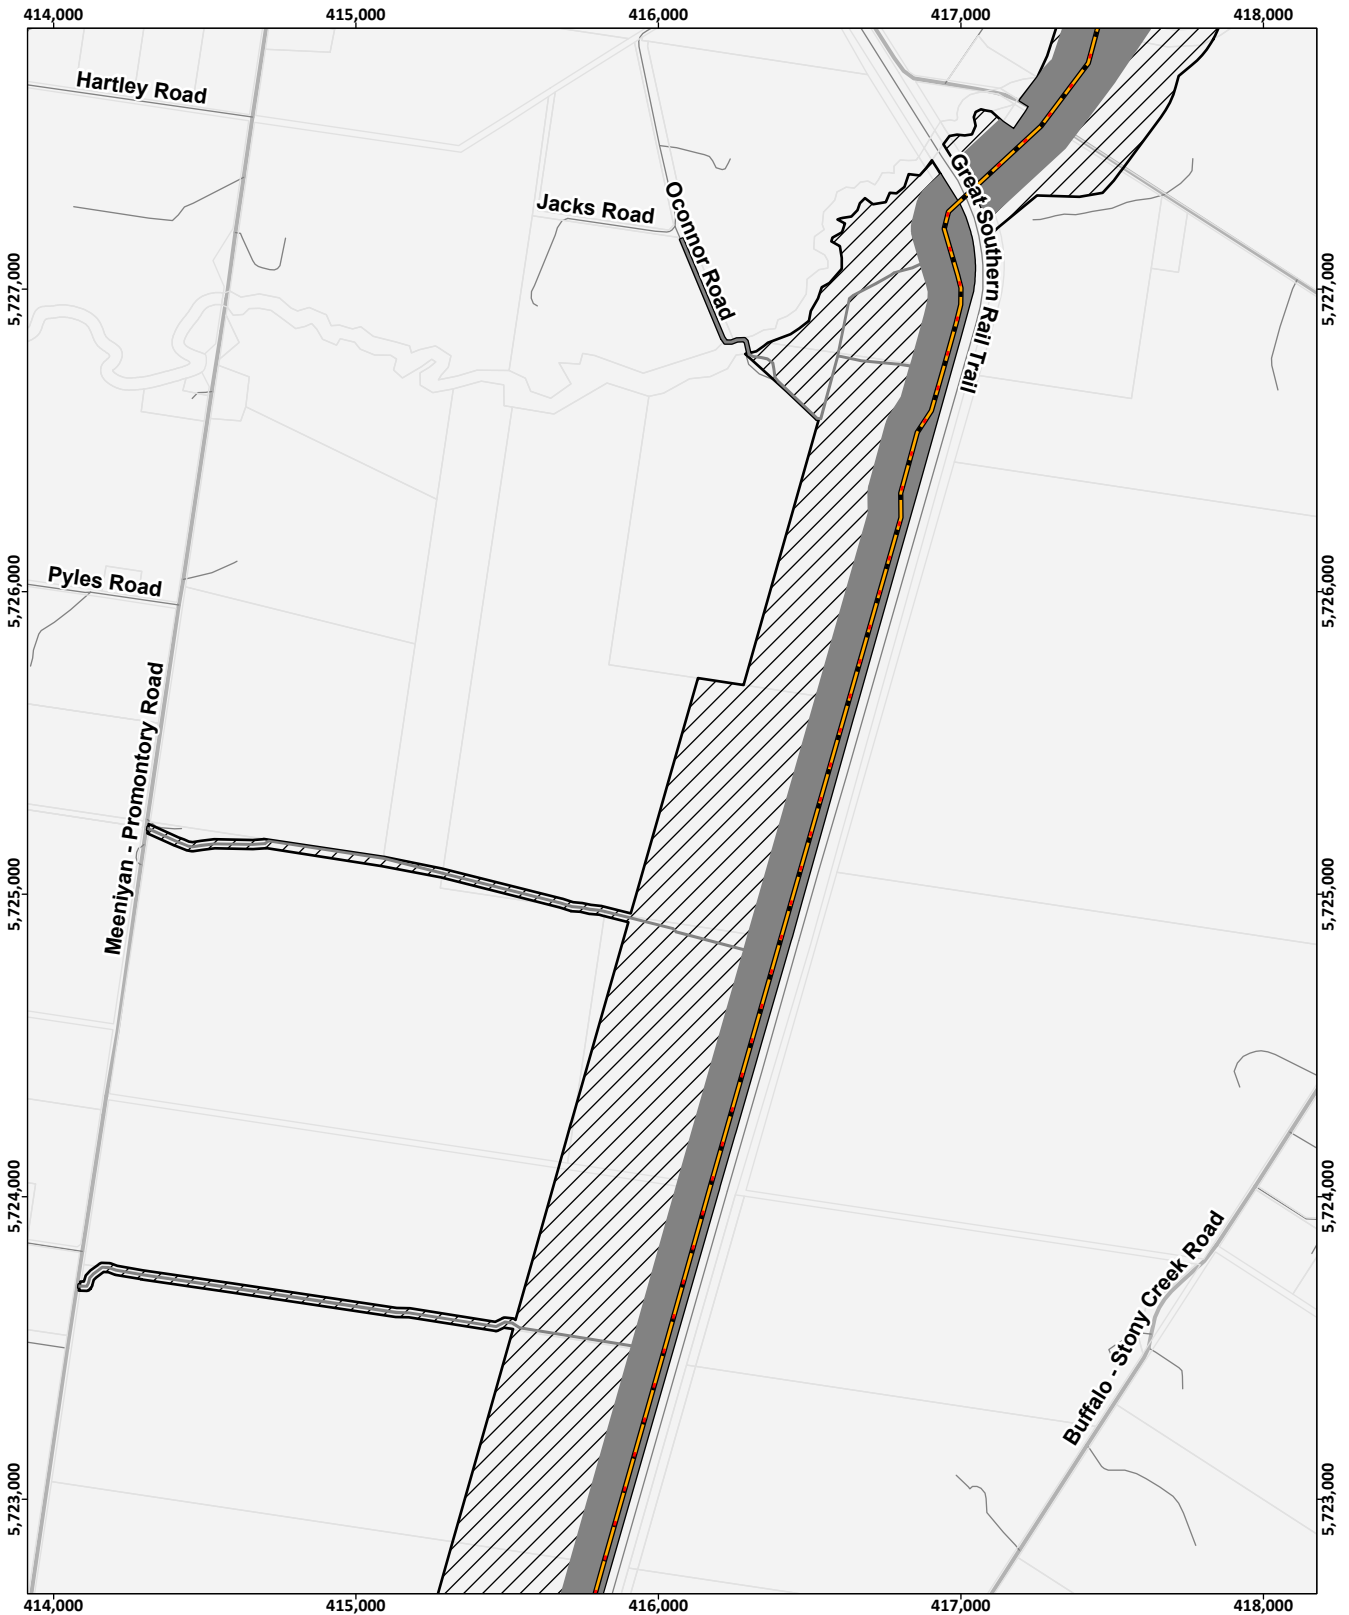 414,000 415,000 416,000 417,000 418,000
Hartley Road
Great Southern Rail Trail
Jacks Road
Oconnor Road
5,727,000 5,727,000
5,726,000 5,726,000
Pyles Road
Meeniyan - Promontory Road
5,725,000 5,725,000
5,724,000 5,724,000
Buffalo - Stony Creek Road
5,723,000 5,723,000
414,000 415,000 416,000 417,000 418,000